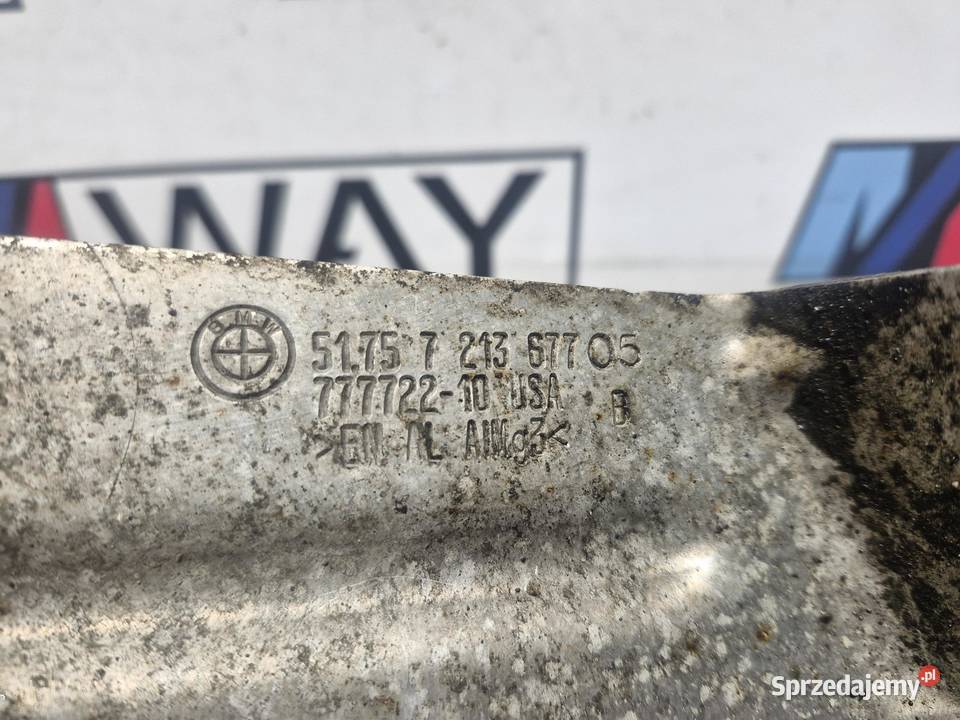 WAY
BMW
51.75 7 213 677 05
777722-10 USA
B
>EN AL AlMg3<
Sprzedajemy.pl